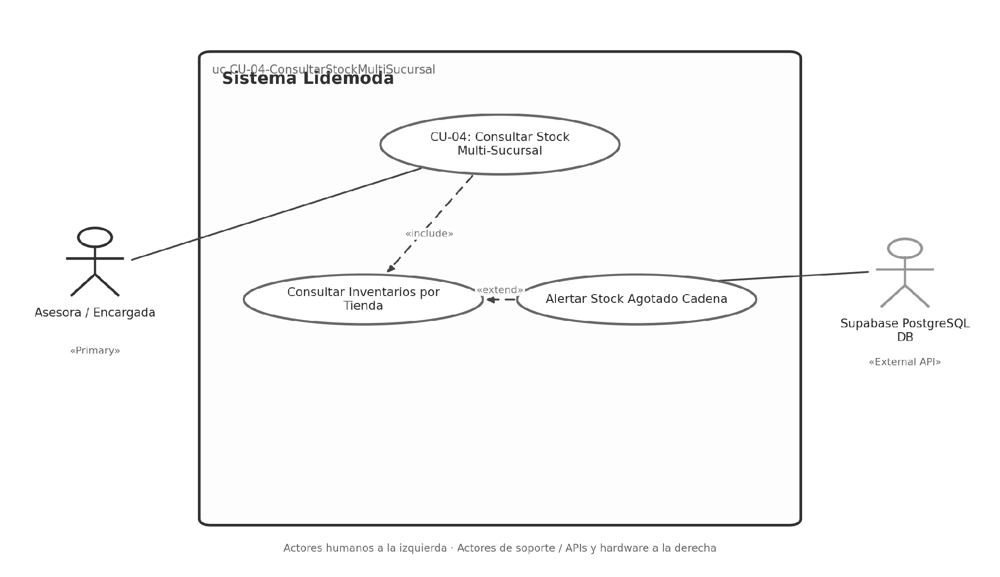 uc CU-04-ConsultarStockMultiSucursal
Sistema Lidemoda
CU-04: Consultar Stock
Multi-Sucursal
«include»
Consultar Inventarios por
Tienda
«extend»
Alertar Stock Agotado Cadena
Asesora / Encargada
«Primary»
Supabase PostgreSQL
DB
«External API»
Actores humanos a la izquierda · Actores de soporte / APIs y hardware a la derecha